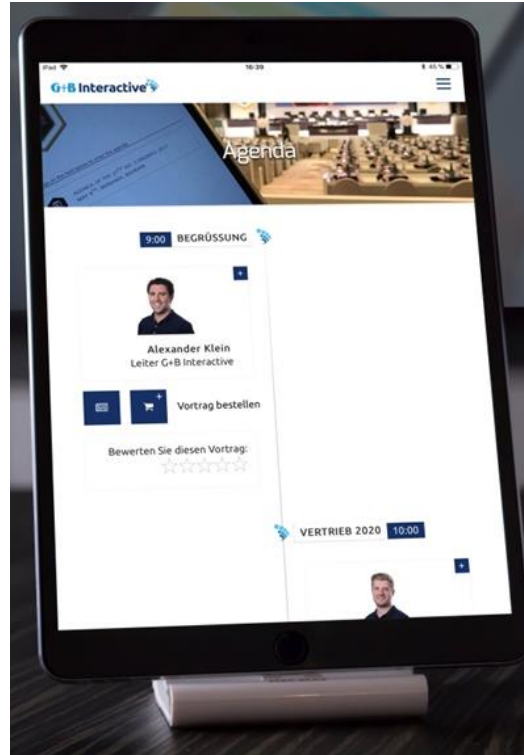 iPad
16:39
45 %
G+B Interactive
Agenda
9:00 BEGRÜSSUNG
+
Alexander Klein
Leiter G+B Interactive
+
Vortrag bestellen
Bewerten Sie diesen Vortrag:
VERTRIEB 2020 10:00
+